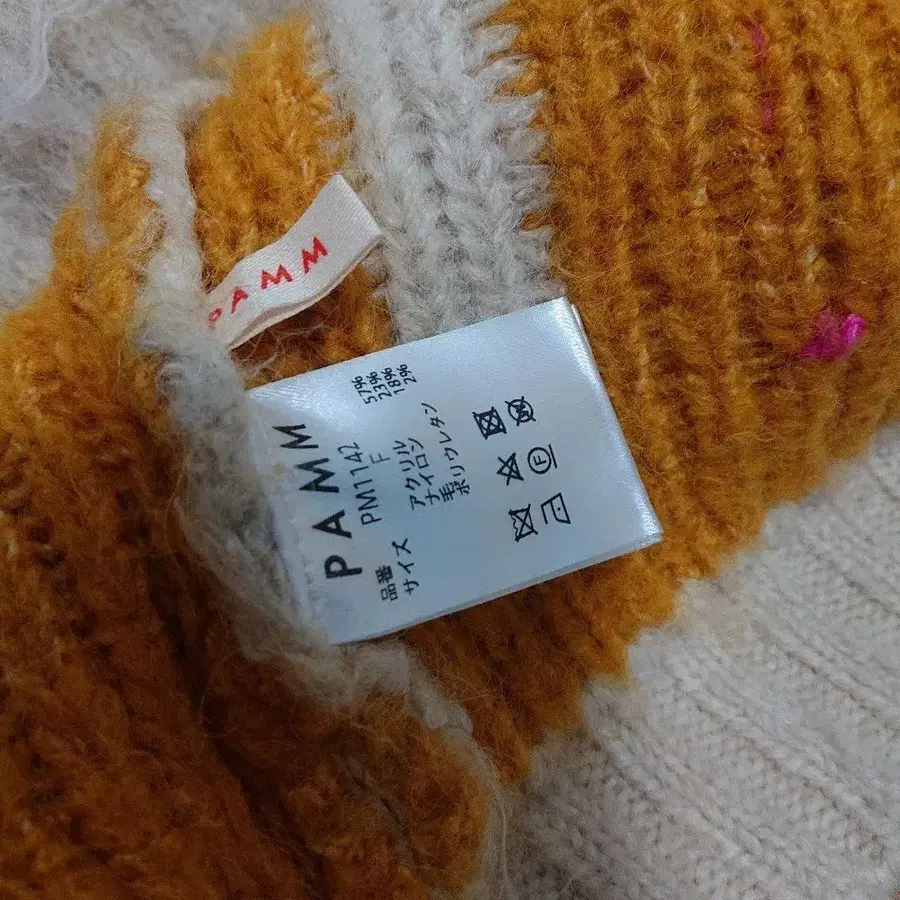 PAMM
PAMM
品番 PM1142
サイズ F
アクリル 57%
ナイロン 23%
毛 18%
ポリウレタン 2%
F